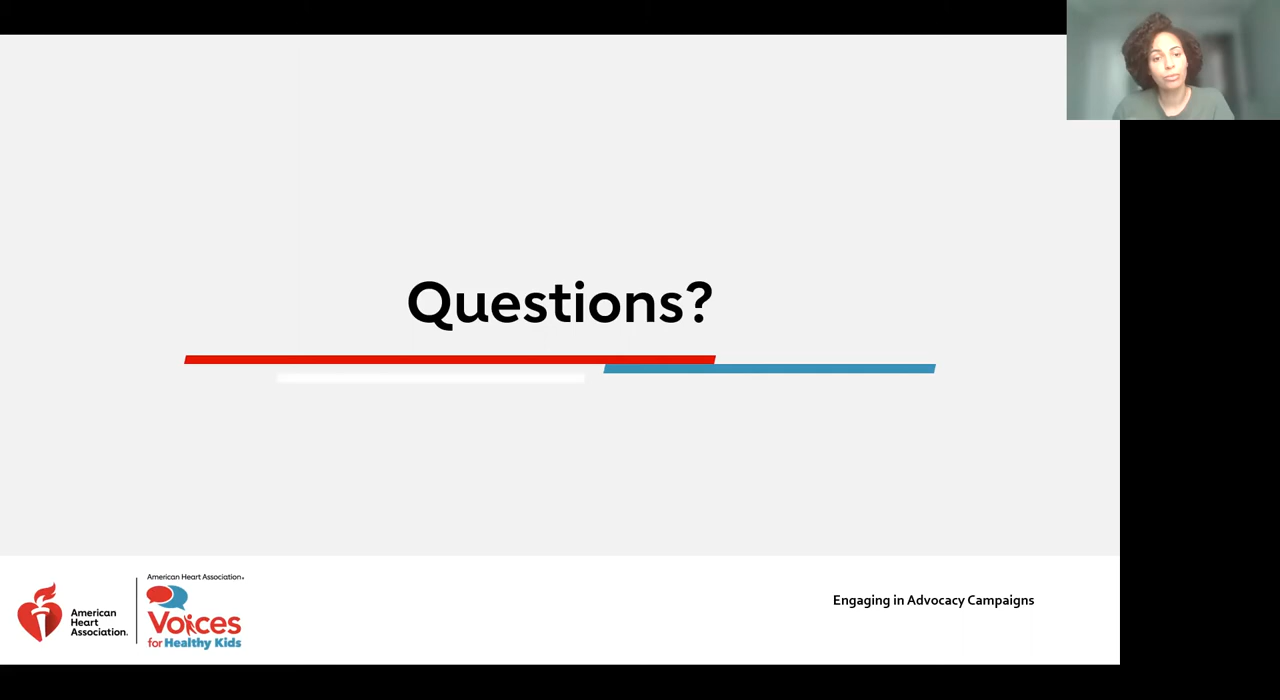 Questions?
American
Heart
Association.
American Heart Association.
Voices
for Healthy Kids
Engaging in Advocacy Campaigns